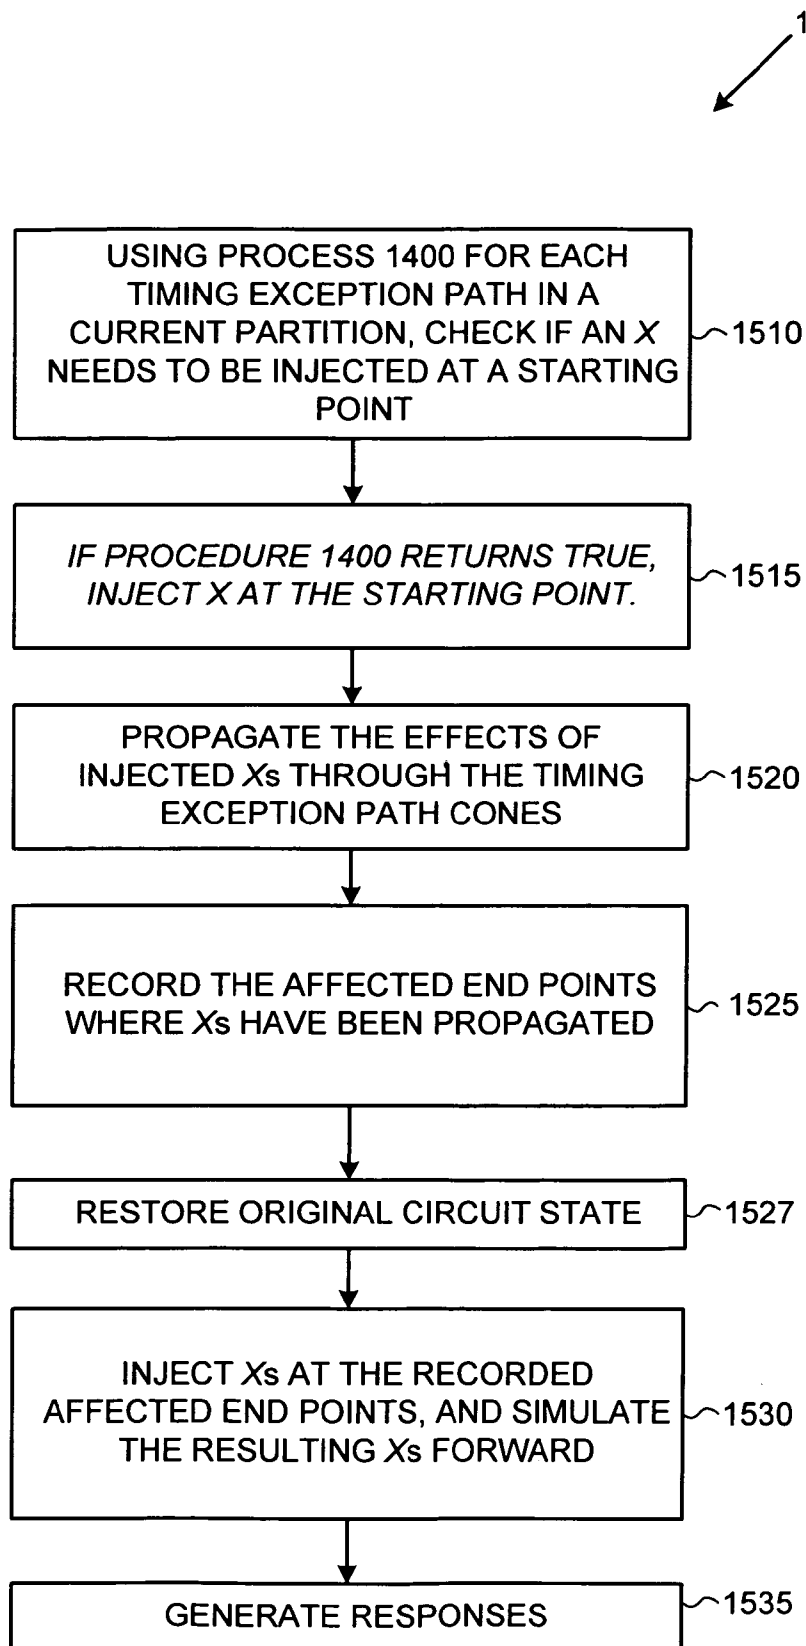 1
USING PROCESS 1400 FOR EACH
TIMING EXCEPTION PATH IN A
CURRENT PARTITION, CHECK IF AN X
NEEDS TO BE INJECTED AT A STARTING
POINT
1510
IF PROCEDURE 1400 RETURNS TRUE,
INJECT X AT THE STARTING POINT.
1515
PROPAGATE THE EFFECTS OF
INJECTED Xs THROUGH THE TIMING
EXCEPTION PATH CONES
1520
RECORD THE AFFECTED END POINTS
WHERE Xs HAVE BEEN PROPAGATED
1525
RESTORE ORIGINAL CIRCUIT STATE
1527
INJECT Xs AT THE RECORDED
AFFECTED END POINTS, AND SIMULATE
THE RESULTING Xs FORWARD
1530
GENERATE RESPONSES
1535